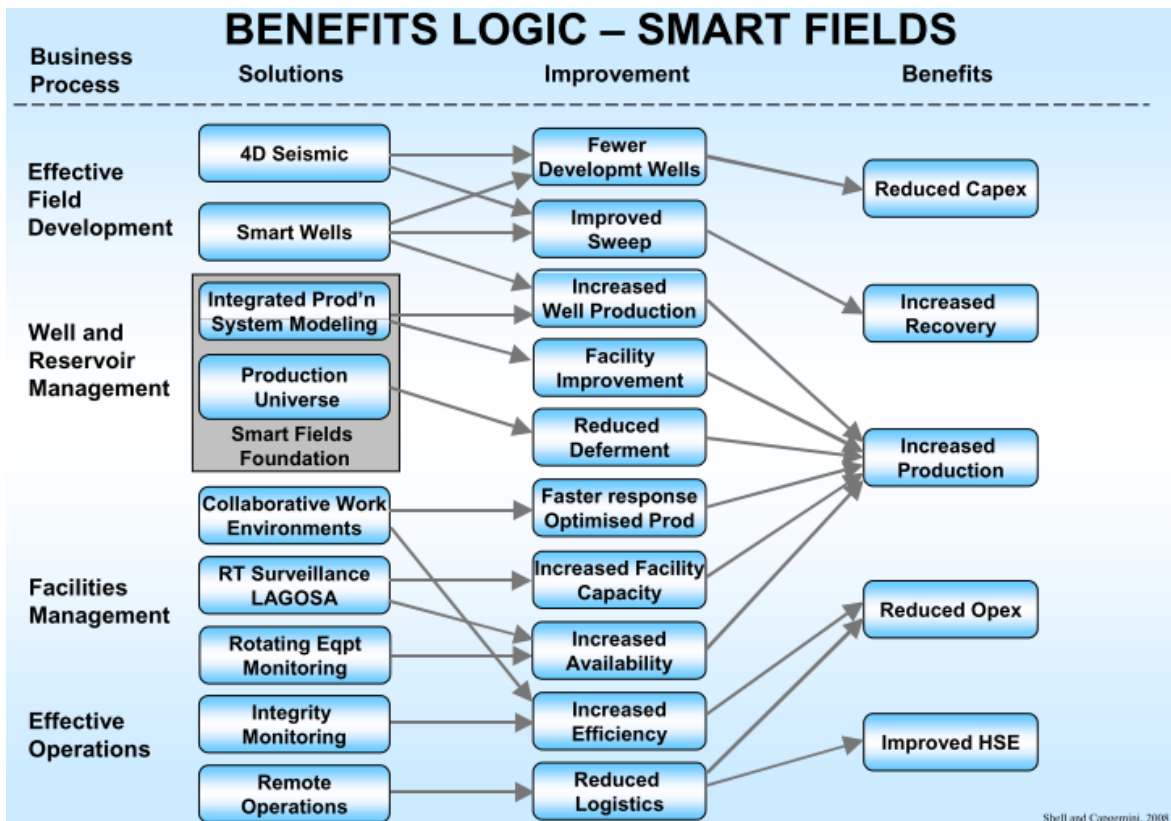 BENEFITS LOGIC – SMART FIELDS
Business
Process
Solutions
Improvement
Benefits
Effective
Field
Development
4D Seismic
Smart Wells
Fewer
Developmt Wells
Improved
Sweep
Reduced Capex
Well and
Reservoir
Management
Integrated Prod'n
System Modeling
Production
Universe
Smart Fields
Foundation
Increased
Well Production
Facility
Improvement
Reduced
Deferment
Increased
Recovery
Increased
Production
Facilities
Management
Collaborative Work
Environments
RT Surveillance
LAGOSA
Rotating Eqpt
Monitoring
Faster response
Optimised Prod
Increased Facility
Capacity
Increased
Availability
Reduced Opex
Effective
Operations
Integrity
Monitoring
Remote
Operations
Increased
Efficiency
Reduced
Logistics
Improved HSE
Shell and Capgemini, 2008